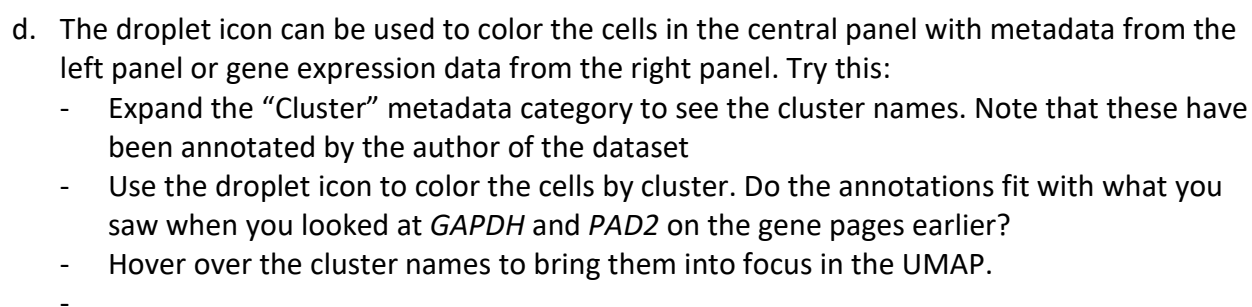 d. The droplet icon can be used to color the cells in the central panel with metadata from the
left panel or gene expression data from the right panel. Try this:
- Expand the “Cluster” metadata category to see the cluster names. Note that these have
been annotated by the author of the dataset
- Use the droplet icon to color the cells by cluster. Do the annotations fit with what you
saw when you looked at GAPDH and PAD2 on the gene pages earlier?
- Hover over the cluster names to bring them into focus in the UMAP.
-